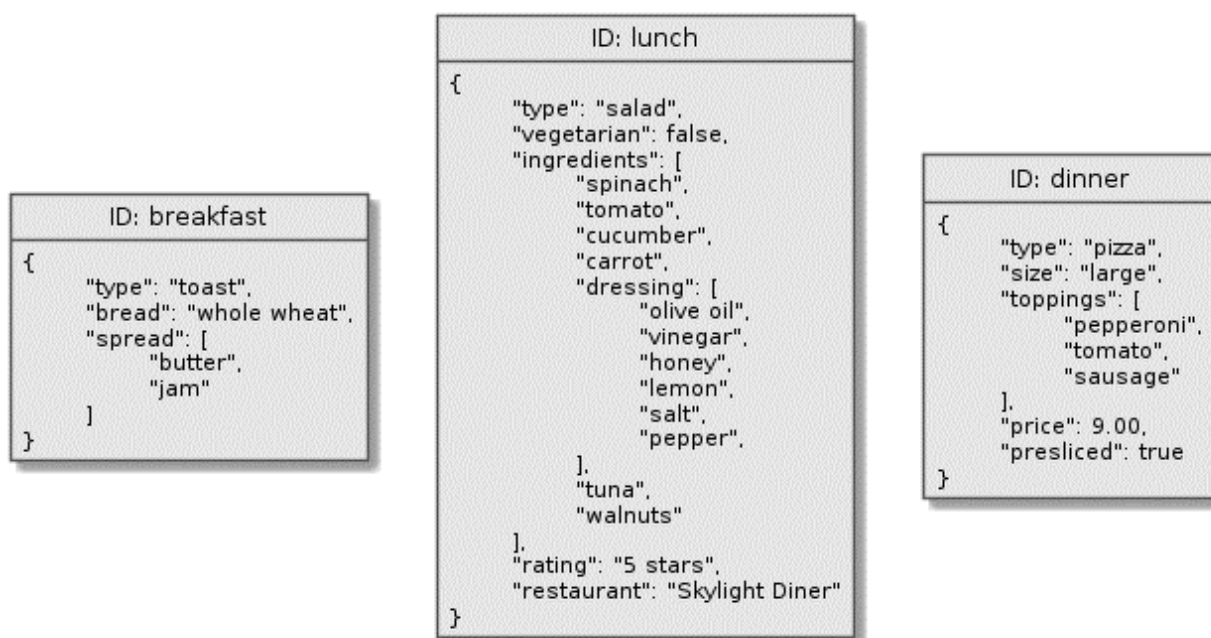 ID: breakfast
{
"type": "toast",
"bread": "whole wheat",
"spread": [
"butter",
"jam"
]
}
ID: lunch
{
"type": "salad",
"vegetarian": false,
"ingredients": [
"spinach",
"tomato",
"cucumber",
"carrot",
"dressing": [
"olive oil",
"vinegar",
"honey",
"lemon",
"salt",
"pepper",
],
"tuna",
"walnuts"
],
"rating": "5 stars",
"restaurant": "Skylight Diner"
}
ID: dinner
{
"type": "pizza",
"size": "large",
"toppings": [
"pepperoni",
"tomato",
"sausage"
],
"price": 9.00,
"presliced": true
}